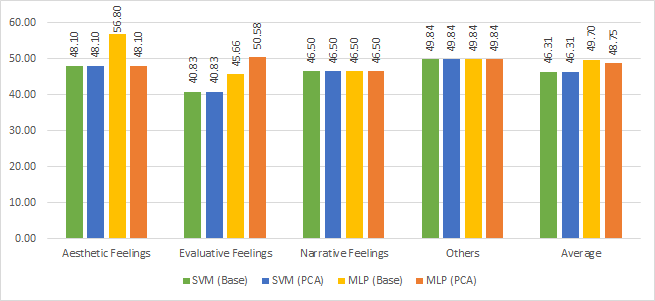 60.00
50.00
40.00
30.00
20.00
10.00
0.00
48.10 48.10 56.80 48.10
40.83 40.83 45.66 50.58
46.50 46.50 46.50 46.50
49.84 49.84 49.84 49.84
46.31 46.31 49.70 48.75
Aesthetic Feelings Evaluative Feelings Narrative Feelings Others Average
SVM (Base) SVM (PCA) MLP (Base) MLP (PCA)